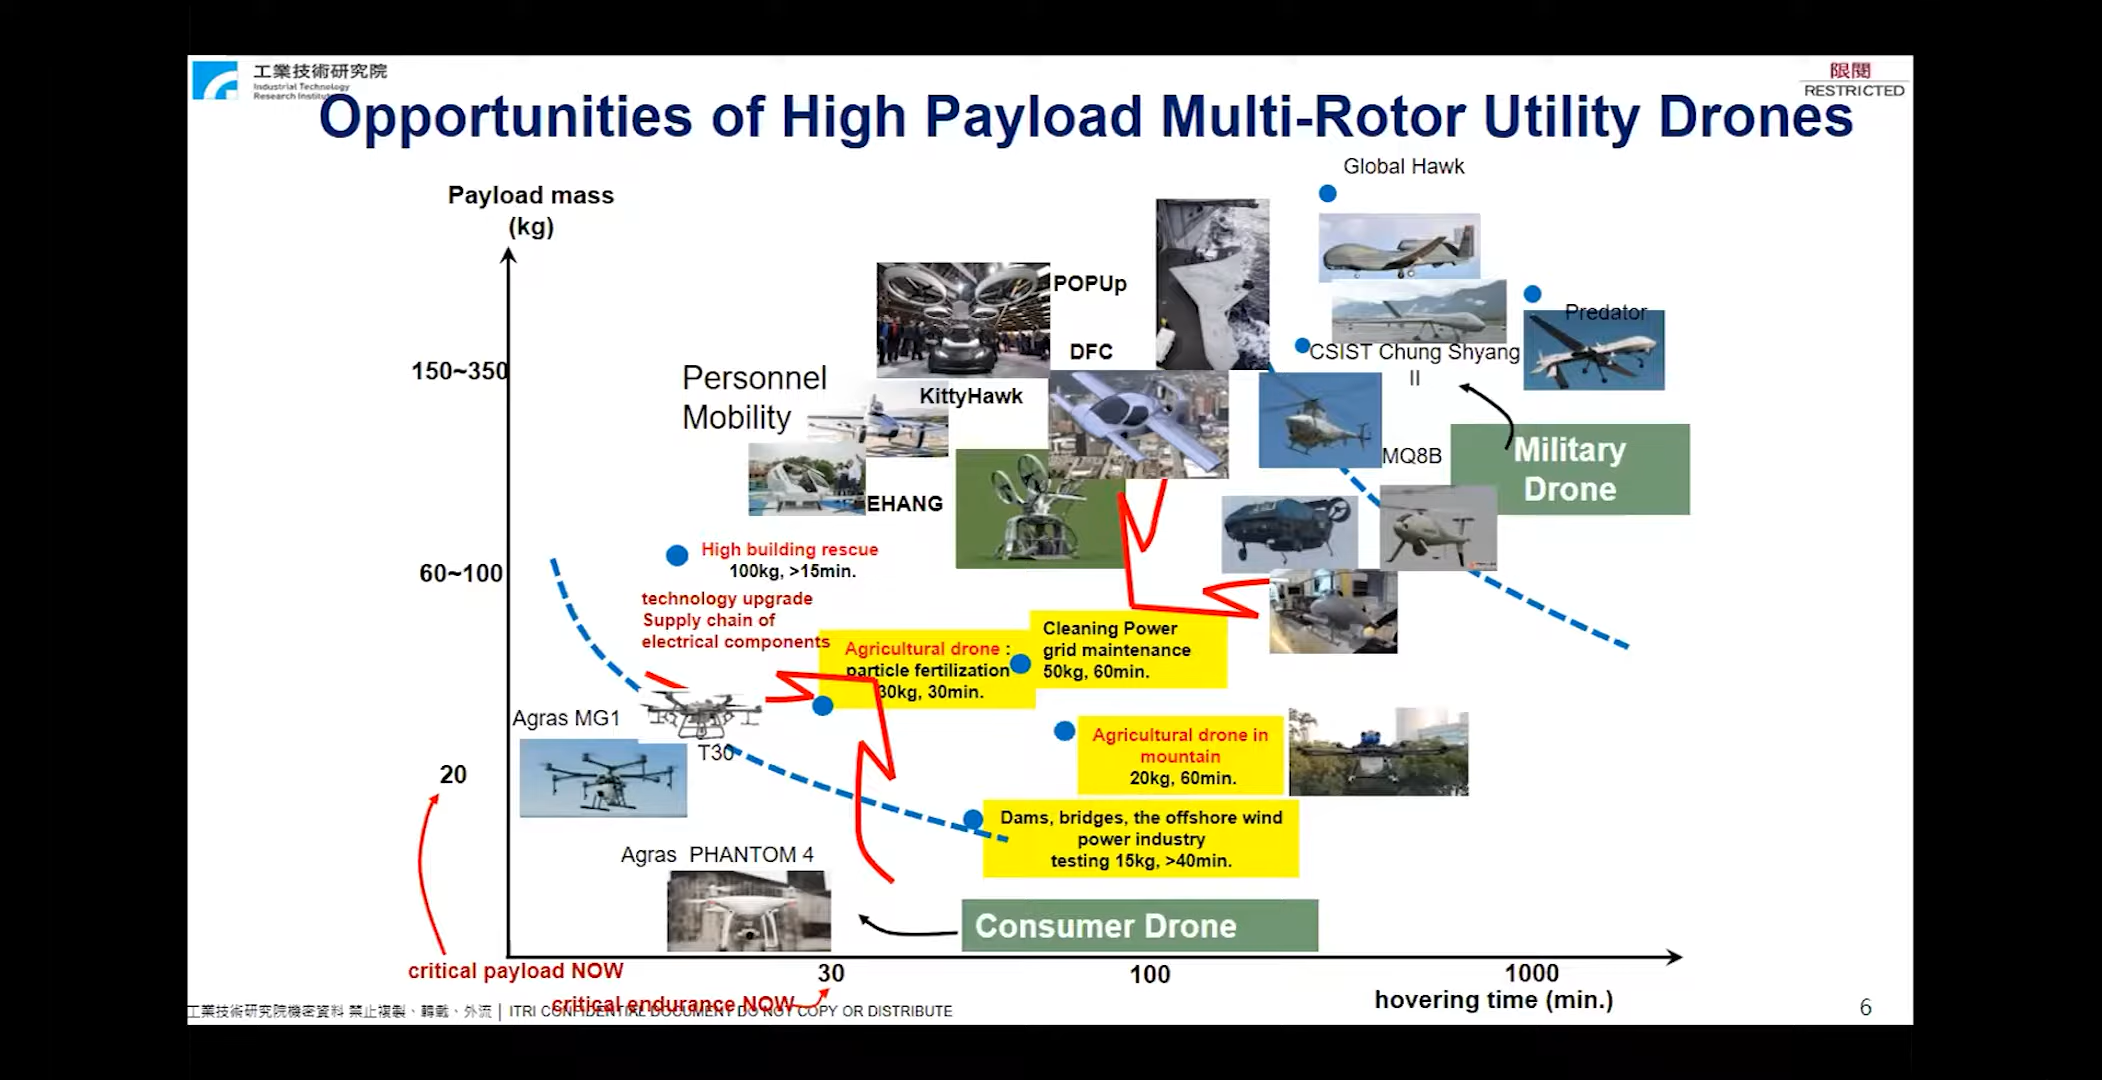 工業技術研究院
Industrial Technology
Research Institute
限閱
RESTRICTED
Opportunities of High Payload Multi-Rotor Utility Drones
Global Hawk
Payload mass
(kg)
POPUp
Predator
DFC
CSIST Chung Shyang
II
150~350
Personnel
Mobility
KittyHawk
Military
Drone
MQ8B
EHANG
High building rescue
100kg, >15min.
60~100
technology upgrade
Supply chain of
electrical components
Cleaning Power
grid maintenance
50kg, 60min.
Agricultural drone :
particle fertilization
30kg, 30min.
Agras MG1
T30
Agricultural drone in
mountain
20kg, 60min.
20
Dams, bridges, the offshore wind
power industry
testing 15kg, >40min.
Agras PHANTOM 4
Consumer Drone
critical payload NOW
30
100
1000
critical endurance NOW
hovering time (min.)
工業技術研究院機密資料 禁止複製、轉載、外流 | ITRI CONFIDENTIAL DOCUMENT DO NOT COPY OR DISTRIBUTE
6